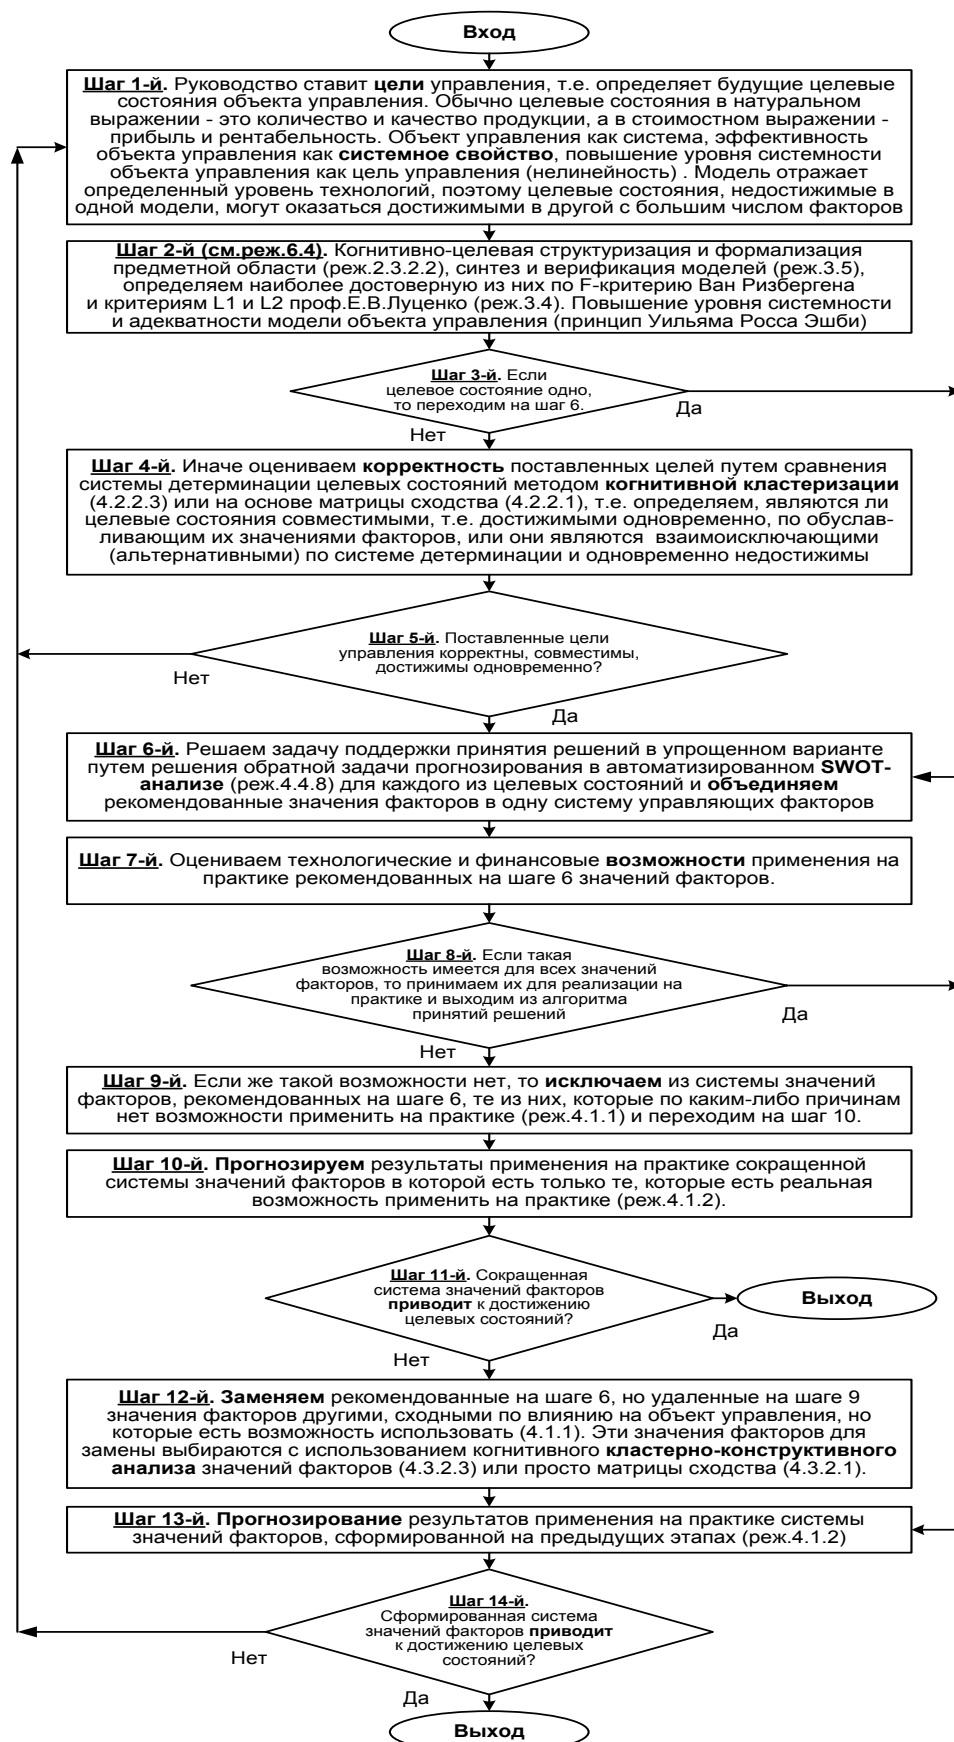 Вход
Шаг 1-й. Руководство ставит цели управления, т.е. определяет будущие целевые
состояния объекта управления. Обычно целевые состояния в натуральном
выражении - это количество и качество продукции, а в стоимостном выражении -
прибыль и рентабельность. Объект управления как система, эффективность
объекта управления как системное свойство, повышение уровня системности
объекта управления как цель управления (нелинейность) . Модель отражает
определенный уровень технологий, поэтому целевые состояния, недостижимые в
одной модели, могут оказаться достижимыми в другой с большим числом факторов
Шаг 2-й (см.реж.6.4). Когнитивно-целевая структуризация и формализация
предметной области (реж.2.3.2.2), синтез и верификация моделей (реж.3.5),
определяем наиболее достоверную из них по F-критерию Ван Ризбергена
и критериям L1 и L2 проф.Е.В.Луценко (реж.3.4). Повышение уровня системности
и адекватности модели объекта управления (принцип Уильяма Росса Эшби)
Шаг 3-й. Если
целевое состояние одно,
то переходим на шаг 6.
Да
Нет
Шаг 4-й. Иначе оцениваем корректность поставленных целей путем сравнения
системы детерминации целевых состояний методом когнитивной кластеризации
(4.2.2.3) или на основе матрицы сходства (4.2.2.1), т.е. определяем, являются ли
целевые состояния совместимыми, т.е. достижимыми одновременно, по обуслав-
ливающим их значениями факторов, или они являются взаимоисключающими
(альтернативными) по системе детерминации и одновременно недостижимы
Шаг 5-й. Поставленные цели
управления корректны, совместимы,
достижимы одновременно?
Нет
Да
Шаг 6-й. Решаем задачу поддержки принятия решений в упрощенном варианте
путем решения обратной задачи прогнозирования в автоматизированном SWOT-
анализе (реж.4.4.8) для каждого из целевых состояний и объединяем
рекомендованные значения факторов в одну систему управляющих факторов
Шаг 7-й. Оцениваем технологические и финансовые возможности применения на
практике рекомендованных на шаге 6 значений факторов.
Шаг 8-й. Если такая
возможность имеется для всех значений
факторов, то принимаем их для реализации на
практике и выходим из алгоритма
принятий решений
Да
Нет
Шаг 9-й. Если же такой возможности нет, то исключаем из системы значений
факторов, рекомендованных на шаге 6, те из них, которые по каким-либо причинам
нет возможности применить на практике (реж.4.1.1) и переходим на шаг 10.
Шаг 10-й. Прогнозируем результаты применения на практике сокращенной
системы значений факторов в которой есть только те, которые есть реальная
возможность применить на практике (реж.4.1.2).
Шаг 11-й. Сокращенная
система значений факторов
приводит к достижению
целевых состояний?
Выход
Да
Нет
Шаг 12-й. Заменяем рекомендованные на шаге 6, но удаленные на шаге 9
значения факторов другими, сходными по влиянию на объект управления, но
которые есть возможность использовать (4.1.1). Эти значения факторов для
замены выбираются с использованием когнитивного кластерно-конструктивного
анализа значений факторов (4.3.2.3) или просто матрицы сходства (4.3.2.1).
Шаг 13-й. Прогнозирование результатов применения на практике системы
значений факторов, сформированной на предыдущих этапах (реж.4.1.2)
Шаг 14-й.
Сформированная система
значений факторов приводит
к достижению целевых
состояний?
Нет
Да
Выход